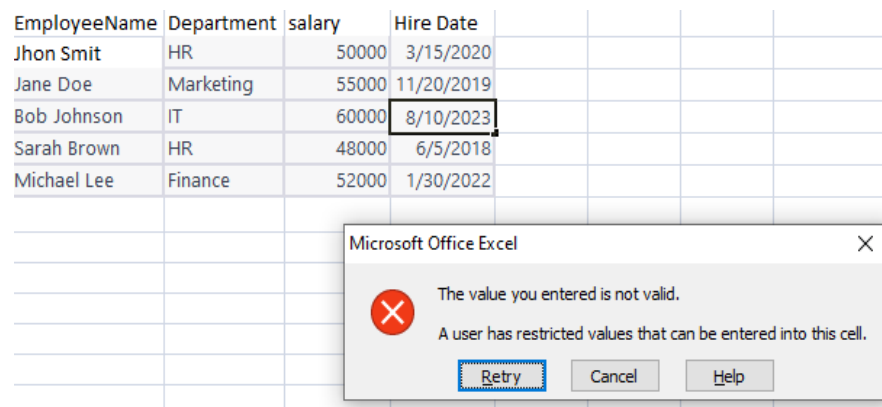 EmployeeName Department salary Hire Date
Jhon Smit HR 50000 3/15/2020
Jane Doe Marketing 55000 11/20/2019
Bob Johnson IT 60000 8/10/2023
Sarah Brown HR 48000 6/5/2018
Michael Lee Finance 52000 1/30/2022
Microsoft Office Excel
The value you entered is not valid.
A user has restricted values that can be entered into this cell.
Retry Cancel Help